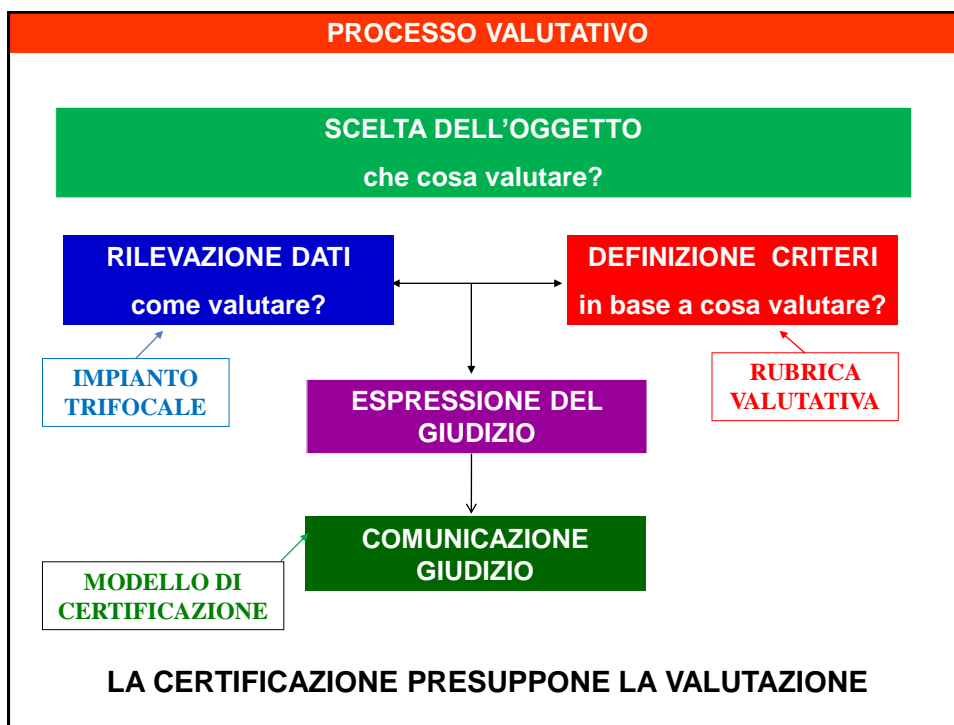 PROCESSO VALUTATIVO
SCELTA DELL’OGGETTO
che cosa valutare?
RILEVAZIONE DATI
come valutare?
DEFINIZIONE CRITERI
in base a cosa valutare?
IMPIANTO
TRIFOCALE
RUBRICA
VALUTATIVA
ESPRESSIONE DEL
GIUDIZIO
COMUNICAZIONE
GIUDIZIO
MODELLO DI
CERTIFICAZIONE
LA CERTIFICAZIONE PRESUPPONE LA VALUTAZIONE